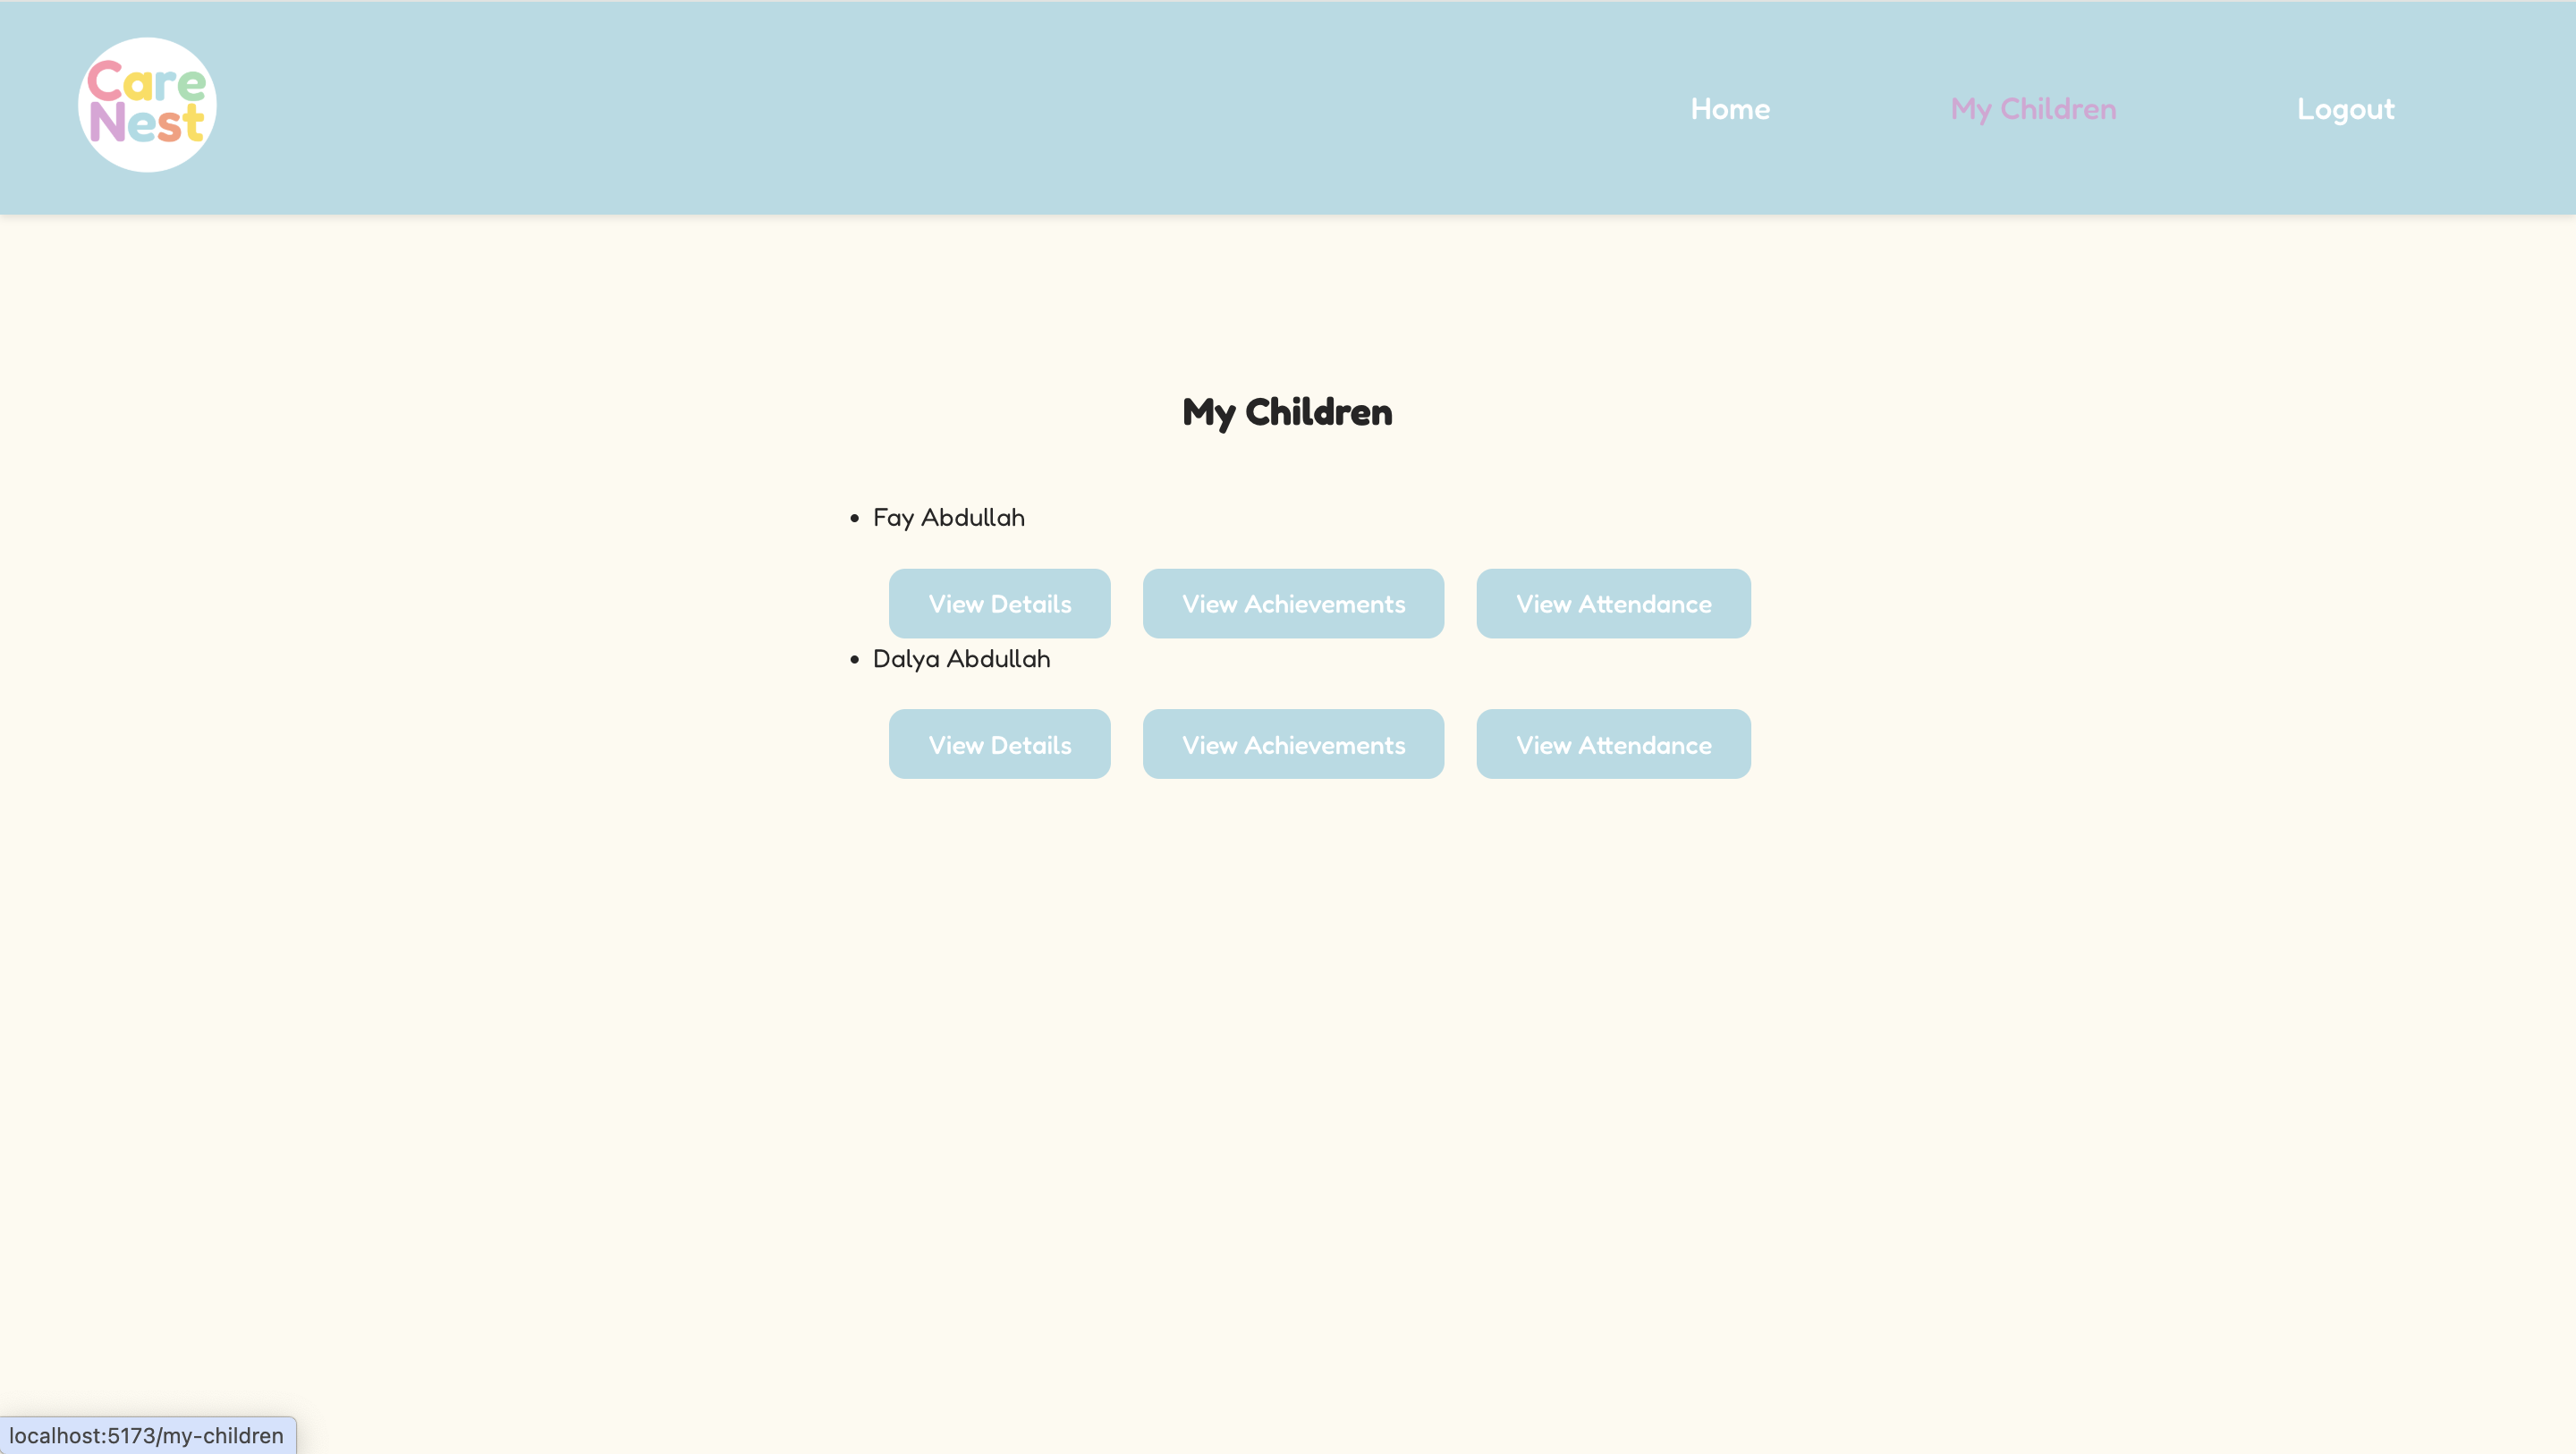 Care
Nest
Home My Children Logout
My Children
• Fay Abdullah
View Details View Achievements View Attendance
• Dalya Abdullah
View Details View Achievements View Attendance
localhost:5173/my-children